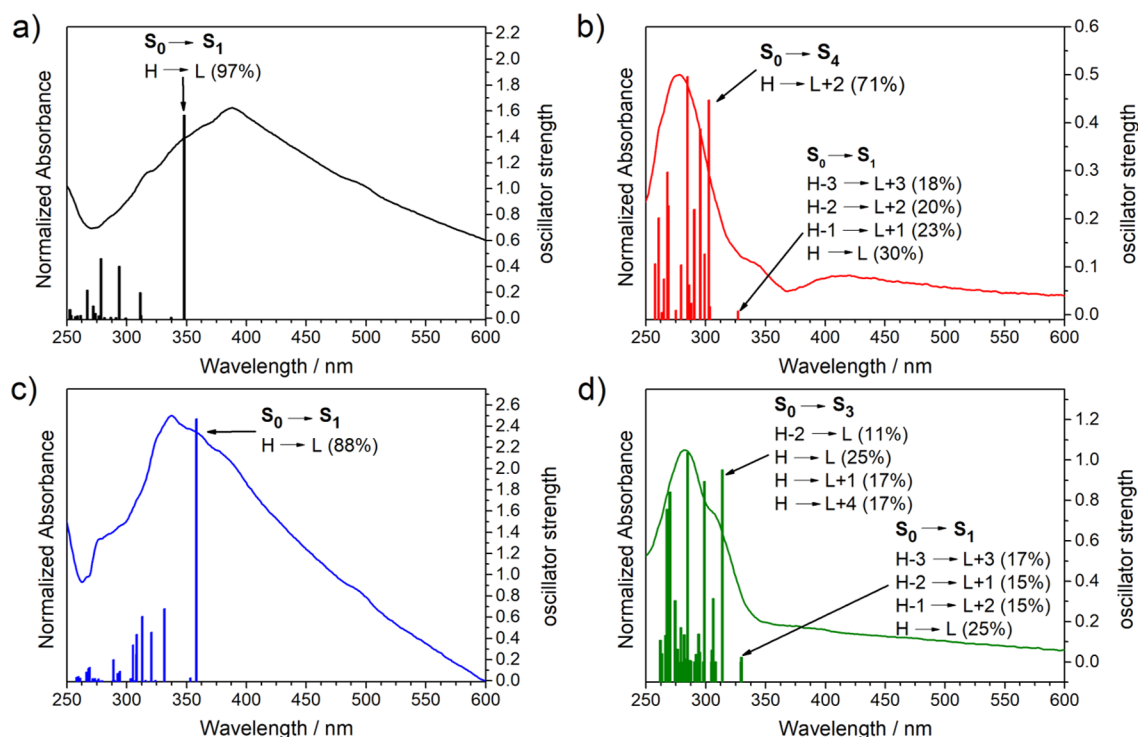 a)
S₀ → S₁
H → L (97%)
Normalized Absorbance
oscillator strength
2.2
2.0
1.8
1.6
1.4
1.2
1.0
0.8
0.6
0.4
0.2
0.0
250 300 350 400 450 500 550 600
Wavelength / nm
b)
S₀ → S₄
H → L+2 (71%)
S₀ → S₁
H-3 → L+3 (18%)
H-2 → L+2 (20%)
H-1 → L+1 (23%)
H → L (30%)
Normalized Absorbance
oscillator strength
0.6
0.5
0.4
0.3
0.2
0.1
0.0
250 300 350 400 450 500 550 600
Wavelength / nm
c)
S₀ → S₁
H → L (88%)
Normalized Absorbance
oscillator strength
2.6
2.4
2.2
2.0
1.8
1.6
1.4
1.2
1.0
0.8
0.6
0.4
0.2
0.0
250 300 350 400 450 500 550 600
Wavelength / nm
d)
S₀ → S₃
H-2 → L (11%)
H → L (25%)
H → L+1 (17%)
H → L+4 (17%)
S₀ → S₁
H-3 → L+3 (17%)
H-2 → L+1 (15%)
H-1 → L+2 (15%)
H → L (25%)
Normalized Absorbance
oscillator strength
1.2
1.0
0.8
0.6
0.4
0.2
0.0
250 300 350 400 450 500 550 600
Wavelength / nm